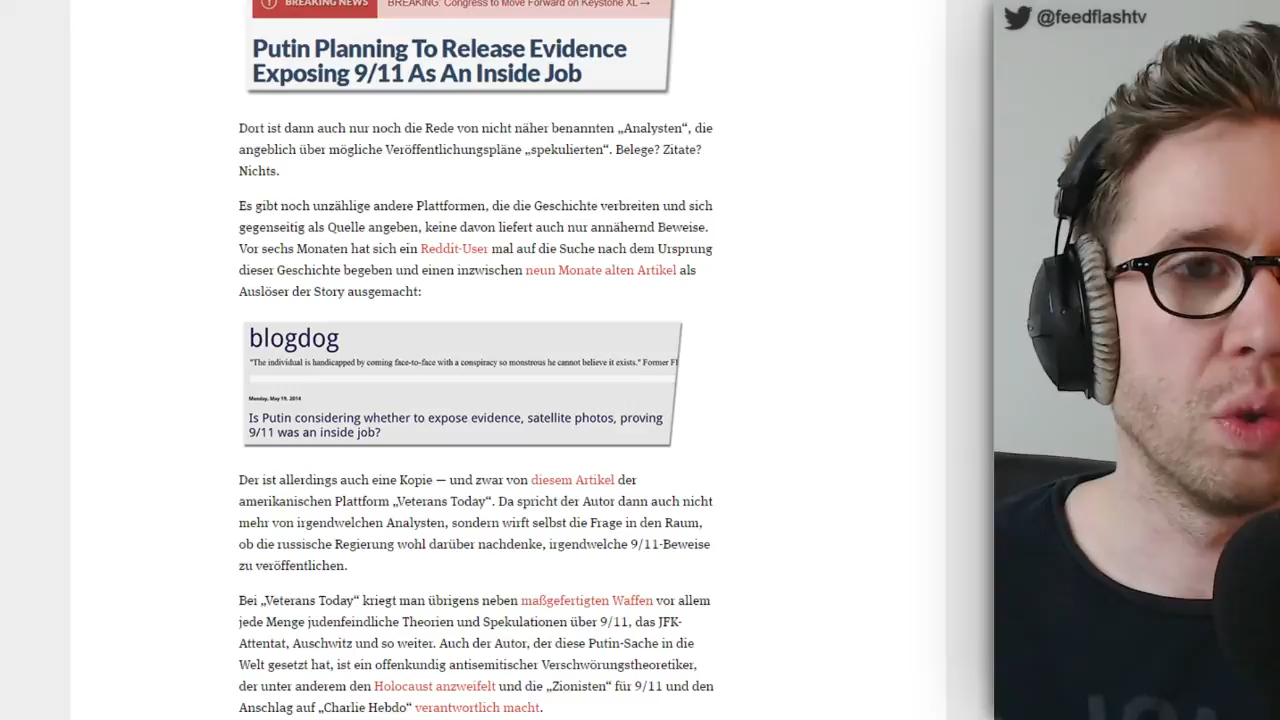 BREAKING NEWS BREAKING: Congress to Move Forward on Keystone XL →
@feedflashtv
Putin Planning To Release Evidence
Exposing 9/11 As An Inside Job
Dort ist dann auch nur noch die Rede von nicht näher benannten „Analysten“, die
angeblich über mögliche Veröffentlichungspläne „spekulierten“. Belege? Zitate?
Nichts.
Es gibt noch unzählige andere Plattformen, die die Geschichte verbreiten und sich
gegenseitig als Quelle angeben, keine davon liefert auch nur annähernd Beweise.
Vor sechs Monaten hat sich ein Reddit-User mal auf die Suche nach dem Ursprung
dieser Geschichte begeben und einen inzwischen neun Monate alten Artikel als
Auslöser der Story ausgemacht:
blogdog
"The individual is handicapped by coming face-to-face with a conspiracy so monstrous he cannot believe it exists." Former
Monday, May 19, 2014
Is Putin considering whether to expose evidence, satellite photos, proving
9/11 was an inside job?
Der ist allerdings auch eine Kopie — und zwar von diesem Artikel der
amerikanischen Plattform „Veterans Today“. Da spricht der Autor dann auch nicht
mehr von irgendwelchen Analysten, sondern wirft selbst die Frage in den Raum,
ob die russische Regierung wohl darüber nachdenke, irgendwelche 9/11-Beweise
zu veröffentlichen.
Bei „Veterans Today“ kriegt man übrigens neben maßgefertigten Waffen vor allem
jede Menge judenfeindliche Theorien und Spekulationen über 9/11, das JFK-
Attentat, Auschwitz und so weiter. Auch der Autor, der diese Putin-Sache in die
Welt gesetzt hat, ist ein offenkundig antisemitischer Verschwörungstheoretiker,
der unter anderem den Holocaust anzweifelt und die „Zionisten“ für 9/11 und den
Anschlag auf „Charlie Hebdo“ verantwortlich macht.